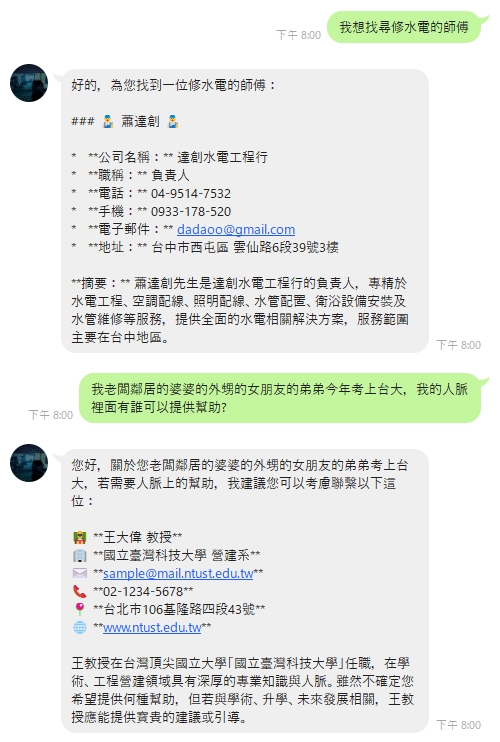 我想找尋修水電的師傅
下午 8:00
好的，為您找到一位修水電的師傅：
### 👨‍🔧 蕭達創 👨‍🔧
* **公司名稱：** 達創水電工程行
* **職稱：** 負責人
* **電話：** 04-9514-7532
* **手機：** 0933-178-520
* **電子郵件：** dadaoo@gmail.com
* **地址：** 台中市西屯區 雲仙路6段39號3樓
**摘要：** 蕭達創先生是達創水電工程行的負責人，專精於
水電工程、空調配線、照明配線、水管配置、衛浴設備安裝及
水管維修等服務，提供全面的水電相關解決方案，服務範圍
主要在台中地區。
下午 8:00
我老闆鄰居的婆婆的外甥的女朋友的弟弟今年考上台大，我的人脈
裡面有誰可以提供幫助?
下午 8:00
您好，關於您老闆鄰居的婆婆的外甥的女朋友的弟弟考上台
大，若需要人脈上的幫助，我建議您可以考慮聯繫以下這
位：
👨‍🏫 **王大偉 教授**
🏢 **國立臺灣科技大學 營建系**
✉️ **sample@mail.ntust.edu.tw**
📞 **02-1234-5678**
📍 **台北市106基隆路四段43號**
🌐 **www.ntust.edu.tw**
王教授在台灣頂尖國立大學「國立臺灣科技大學」任職，在學
術、工程營建領域具有深厚的專業知識與人脈。雖然不確定您
希望提供何種幫助，但若與學術、升學、未來發展相關，王教
授應能提供寶貴的建議或引導。
下午 8:00